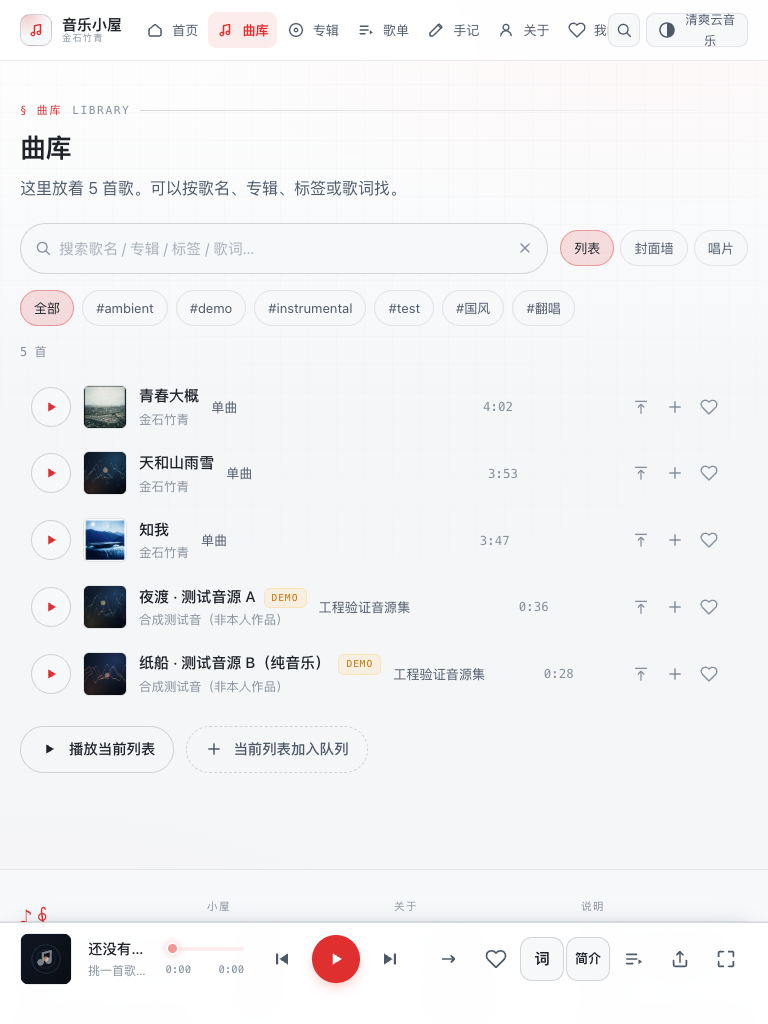 音乐小屋
金石竹青
首页
曲库
专辑
歌单
手记
关于
我
清爽云音乐
§ 曲库 LIBRARY
曲库
这里放着 5 首歌。可以按歌名、专辑、标签或歌词找。
搜索歌名 / 专辑 / 标签 / 歌词...
列表
封面墙
唱片
全部
#ambient
#demo
#instrumental
#test
#国风
#翻唱
5 首
青春大概
金石竹青
单曲
4:02
天和山雨雪
金石竹青
单曲
3:53
知我
金石竹青
单曲
3:47
夜渡 · 测试音源 A DEMO
合成测试音（非本人作品）
工程验证音源集
0:36
纸船 · 测试音源 B（纯音乐） DEMO
合成测试音（非本人作品）
工程验证音源集
0:28
播放当前列表
当前列表加入队列
小屋
关于
说明
还没有...
挑一首歌...
0:00
0:00
词
简介